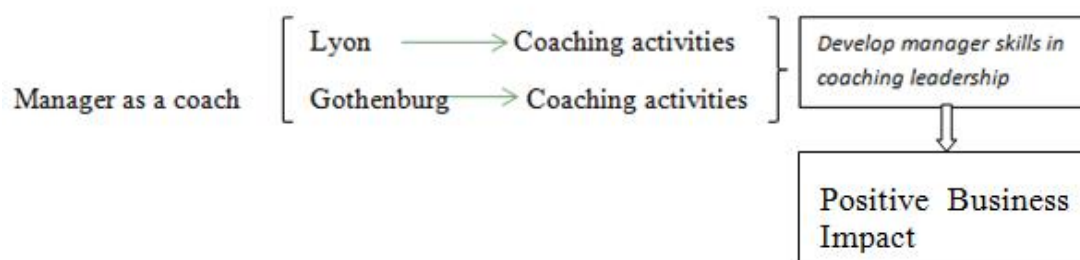 Manager as a coach
Lyon
Coaching activities
Gothenburg
Coaching activities
Develop manager skills in
coaching leadership
Positive Business
Impact